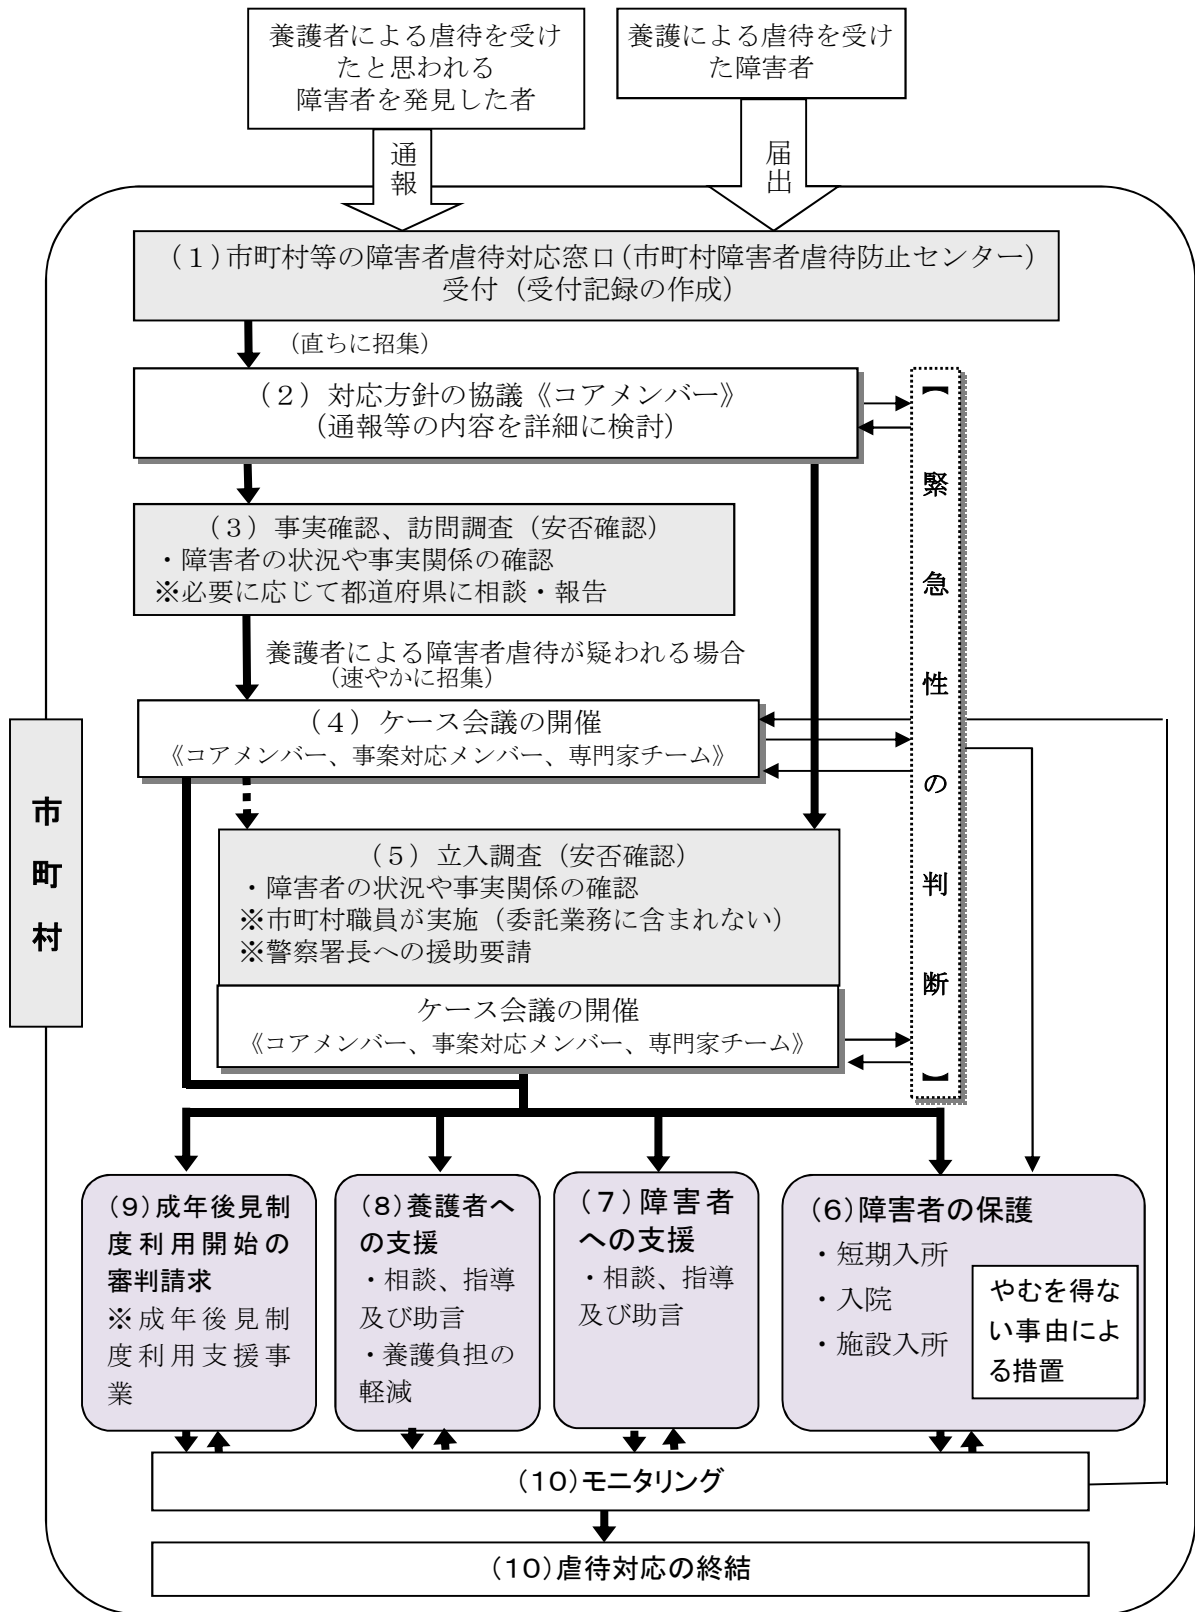 養護者による虐待を受け
たと思われる
障害者を発見した者
養護による虐待を受け
た障害者
通報
届出
（１）市町村等の障害者虐待対応窓口(市町村障害者虐待防止センター)
受付（受付記録の作成）
（直ちに招集）
（２）対応方針の協議《コアメンバー》
（通報等の内容を詳細に検討）
（３）事実確認、訪問調査（安否確認）
・障害者の状況や事実関係の確認
※必要に応じて都道府県に相談・報告
養護者による障害者虐待が疑われる場合
（速やかに招集）
（４）ケース会議の開催
《コアメンバー、事案対応メンバー、専門家チーム》
【緊急性の判断】
市町村
（５）立入調査（安否確認）
・障害者の状況や事実関係の確認
※市町村職員が実施（委託業務に含まれない）
※警察署長への援助要請
ケース会議の開催
《コアメンバー、事案対応メンバー、専門家チーム》
(９)成年後見制
度利用開始の
審判請求
※成年後見制
度利用支援事
業
(８)養護者へ
の支援
・相談、指導
及び助言
・養護負担の
軽減
(７)障害者
への支援
・相談、指導
及び助言
(６)障害者の保護
・短期入所
・入院
・施設入所
やむを得な
い事由によ
る措置
(１０)モニタリング
(１０)虐待対応の終結